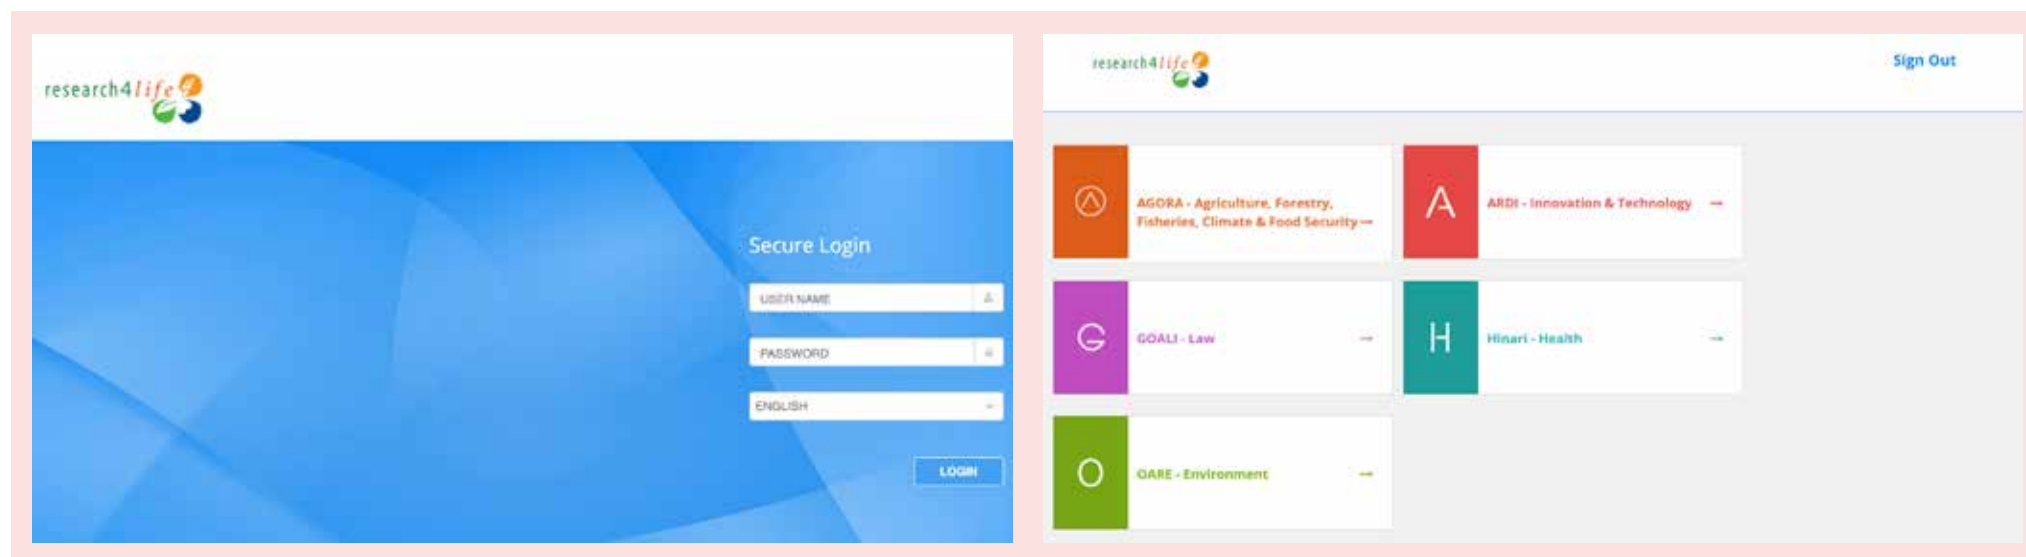 research4life
Secure Login
USER NAME
PASSWORD
ENGLISH
LOGIN
research4life
Sign Out
AGORA - Agriculture, Forestry,
Fisheries, Climate & Food Security→
A
ARDI - Innovation & Technology →
G
GOALI - Law →
H
Hinari - Health →
O
OARE - Environment →